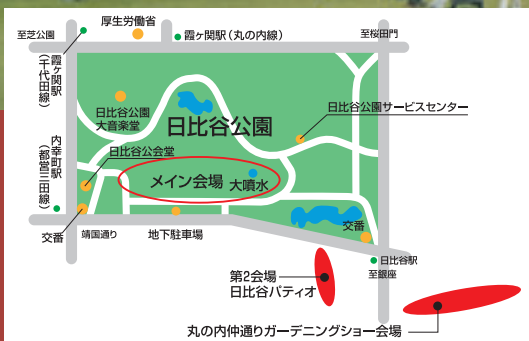 厚生労働省
至芝公園
霞ヶ関駅(丸の内線)
至桜田門
霞ヶ関駅
(千代田線)
日比谷公園
大音楽堂
日比谷公園
日比谷公園サービスセンター
内幸町駅
(都営三田線)
日比谷公会堂
メイン会場
大噴水
交番
交番
靖国通り
地下駐車場
日比谷駅
至銀座
第2会場
日比谷パティオ
丸の内仲通りガーデニングショー会場